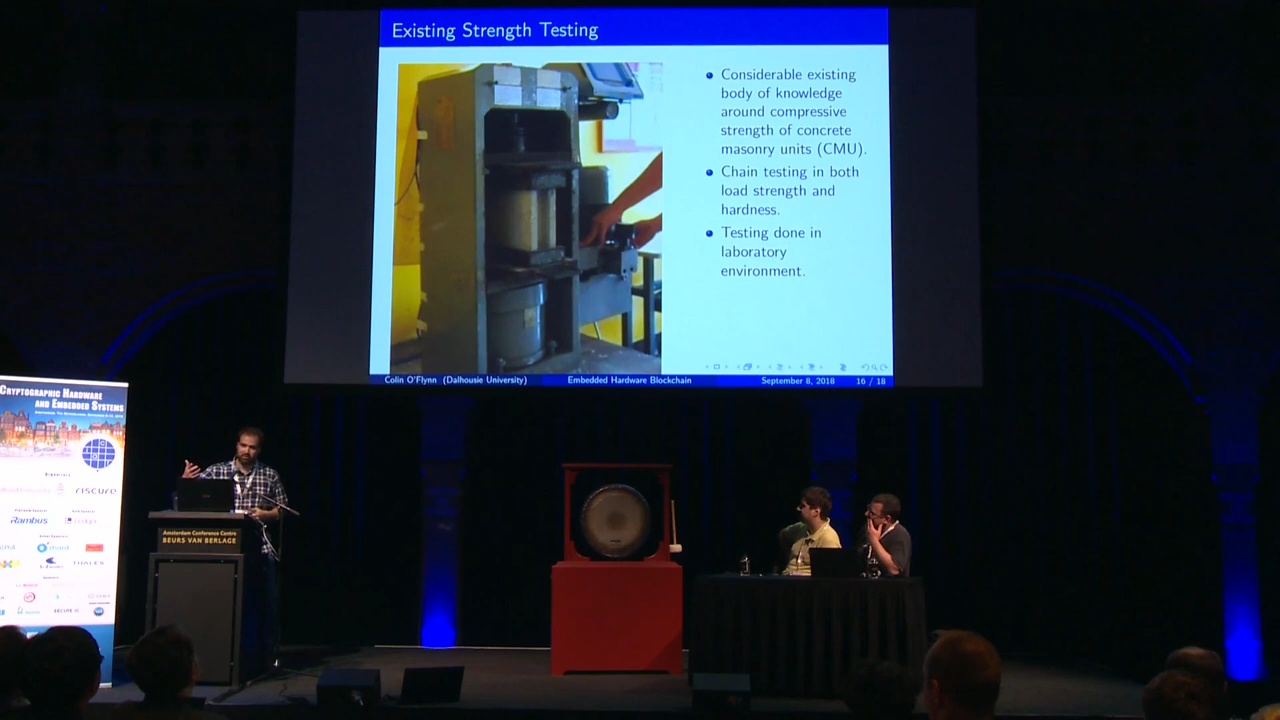 Existing Strength Testing
Considerable existing
body of knowledge
around compressive
strength of concrete
masonry units (CMU).
Chain testing in both
load strength and
hardness.
Testing done in
laboratory
environment.
Colin O'Flynn (Dalhousie University)
Embedded Hardware Blockchain
September 8, 2018
16 / 18
Cryptographic Hardware
and Embedded Systems
riscure
Rambus
THALES
Amsterdam Conference Centre
BEURS VAN BERLAGE